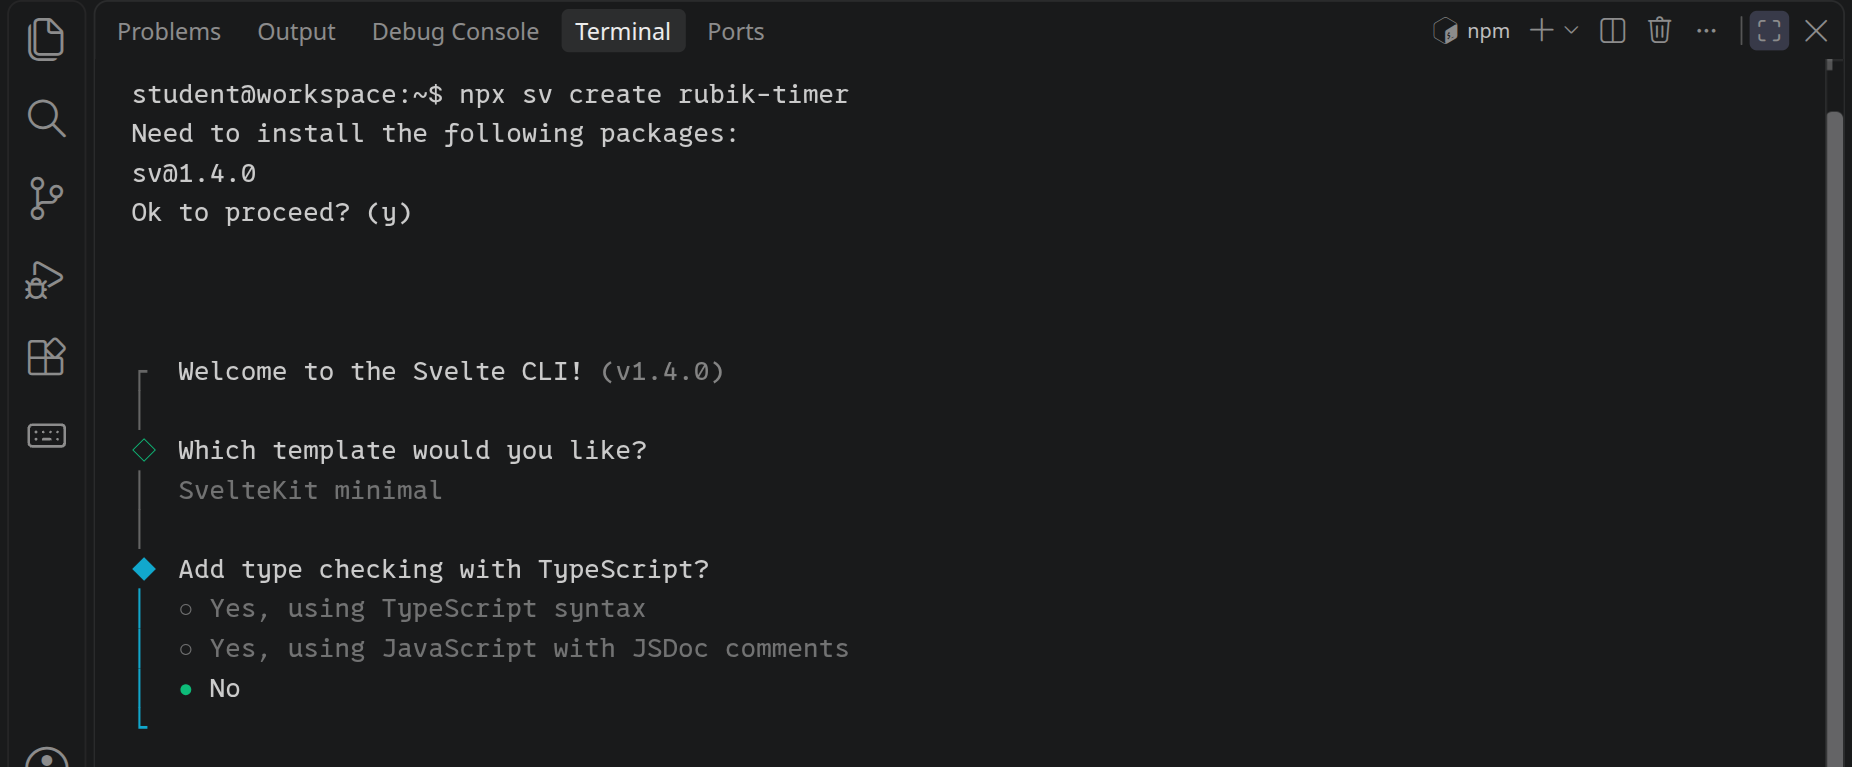 Problems Output Debug Console Terminal Ports npm
student@workspace:~$ npx sv create rubik-timer
Need to install the following packages:
sv@1.4.0
Ok to proceed? (y)
Welcome to the Svelte CLI! (v1.4.0)
Which template would you like?
SvelteKit minimal
Add type checking with TypeScript?
Yes, using TypeScript syntax
Yes, using JavaScript with JSDoc comments
No